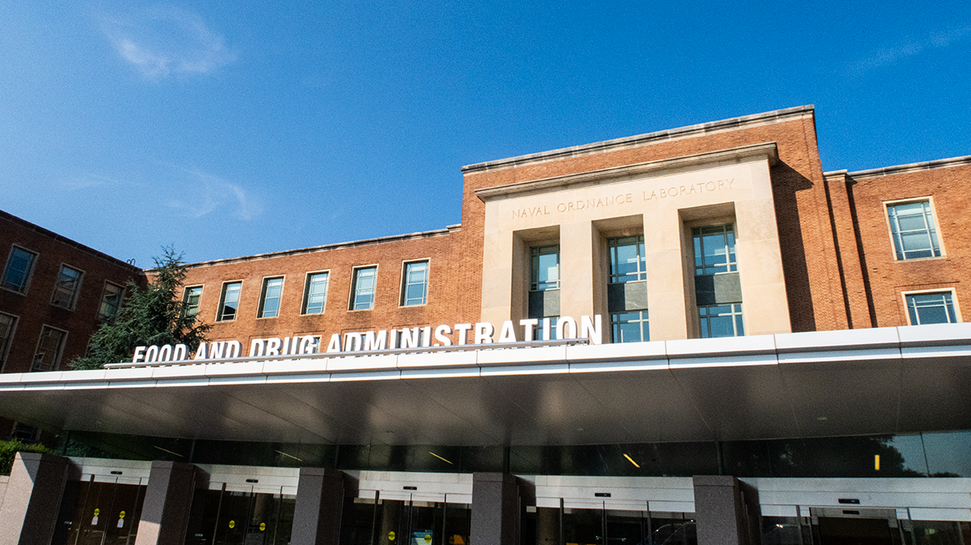 NAVAL ORDNANCE LABORATORY
FOOD AND DRUG ADMINISTRATION